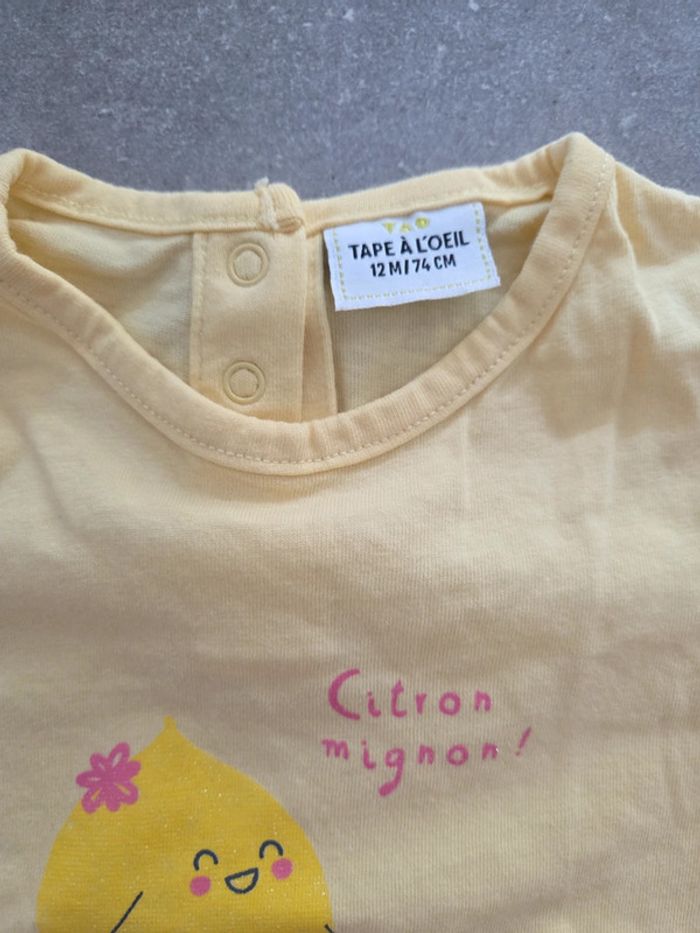 TAO
TAPE À L'OEIL
12 M / 74 CM
Citron
mignon !